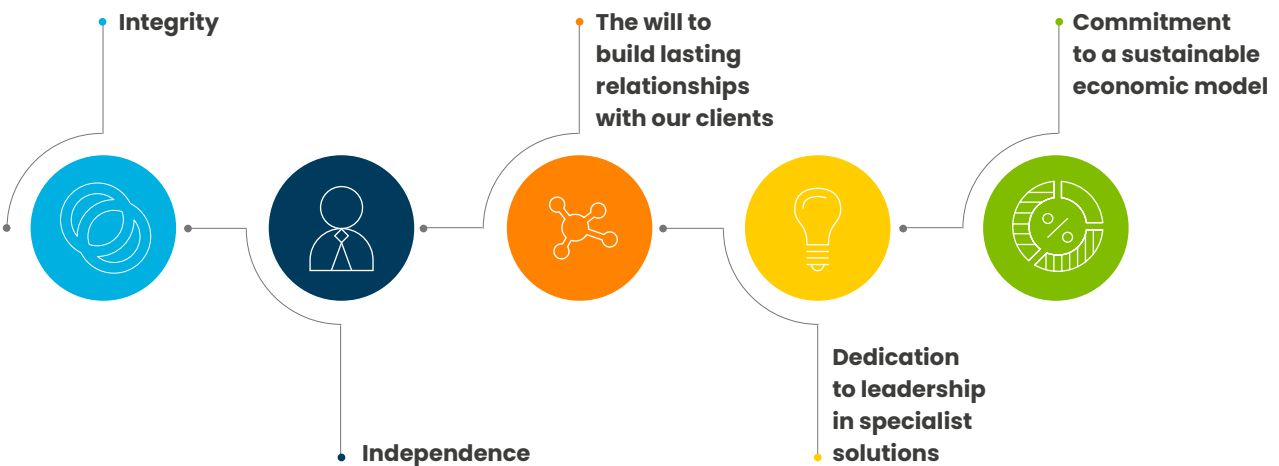 Integrity
The will to
build lasting
relationships
with our clients
Commitment
to a sustainable
economic model
%
Independence
Dedication
to leadership
in specialist
solutions